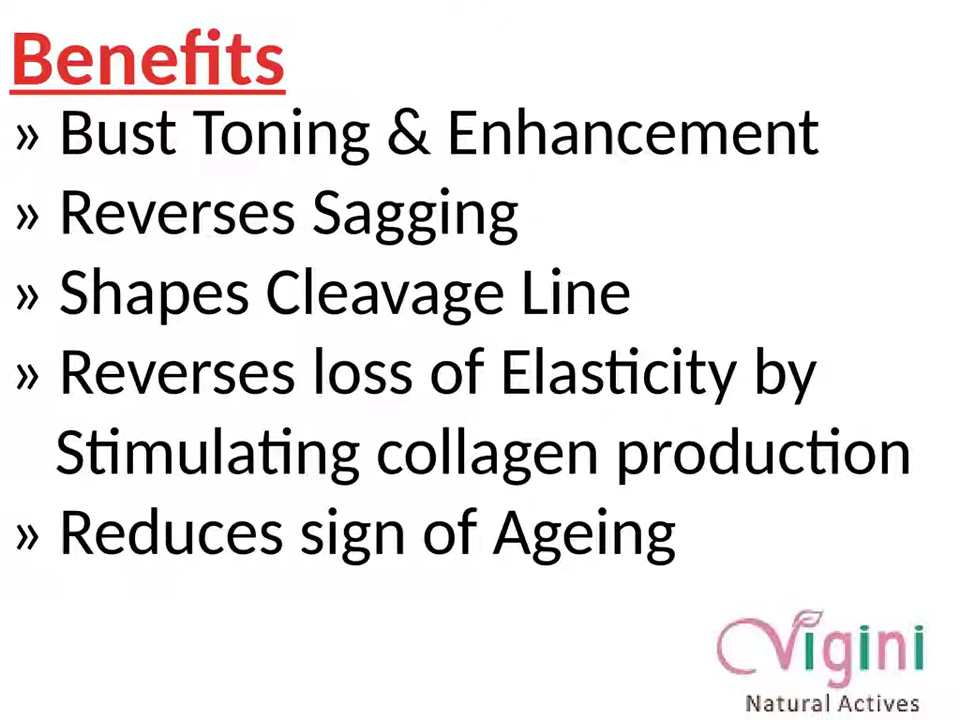 Benefits
» Bust Toning & Enhancement
» Reverses Sagging
» Shapes Cleavage Line
» Reverses loss of Elasticity by
Stimulating collagen production
» Reduces sign of Ageing
Vigini
Natural Actives